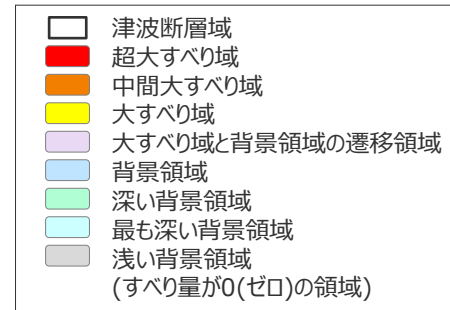 津波断層域
超大すべり域
中間大すべり域
大すべり域
大すべり域と背景領域の遷移領域
背景領域
深い背景領域
最も深い背景領域
浅い背景領域
(すべり量が0(ゼロ)の領域)